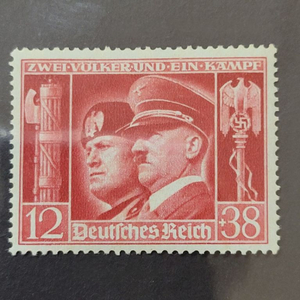 ZWEI·VÖLKER·UND·EIN·KAMPF
12 Deutsches Reich +38